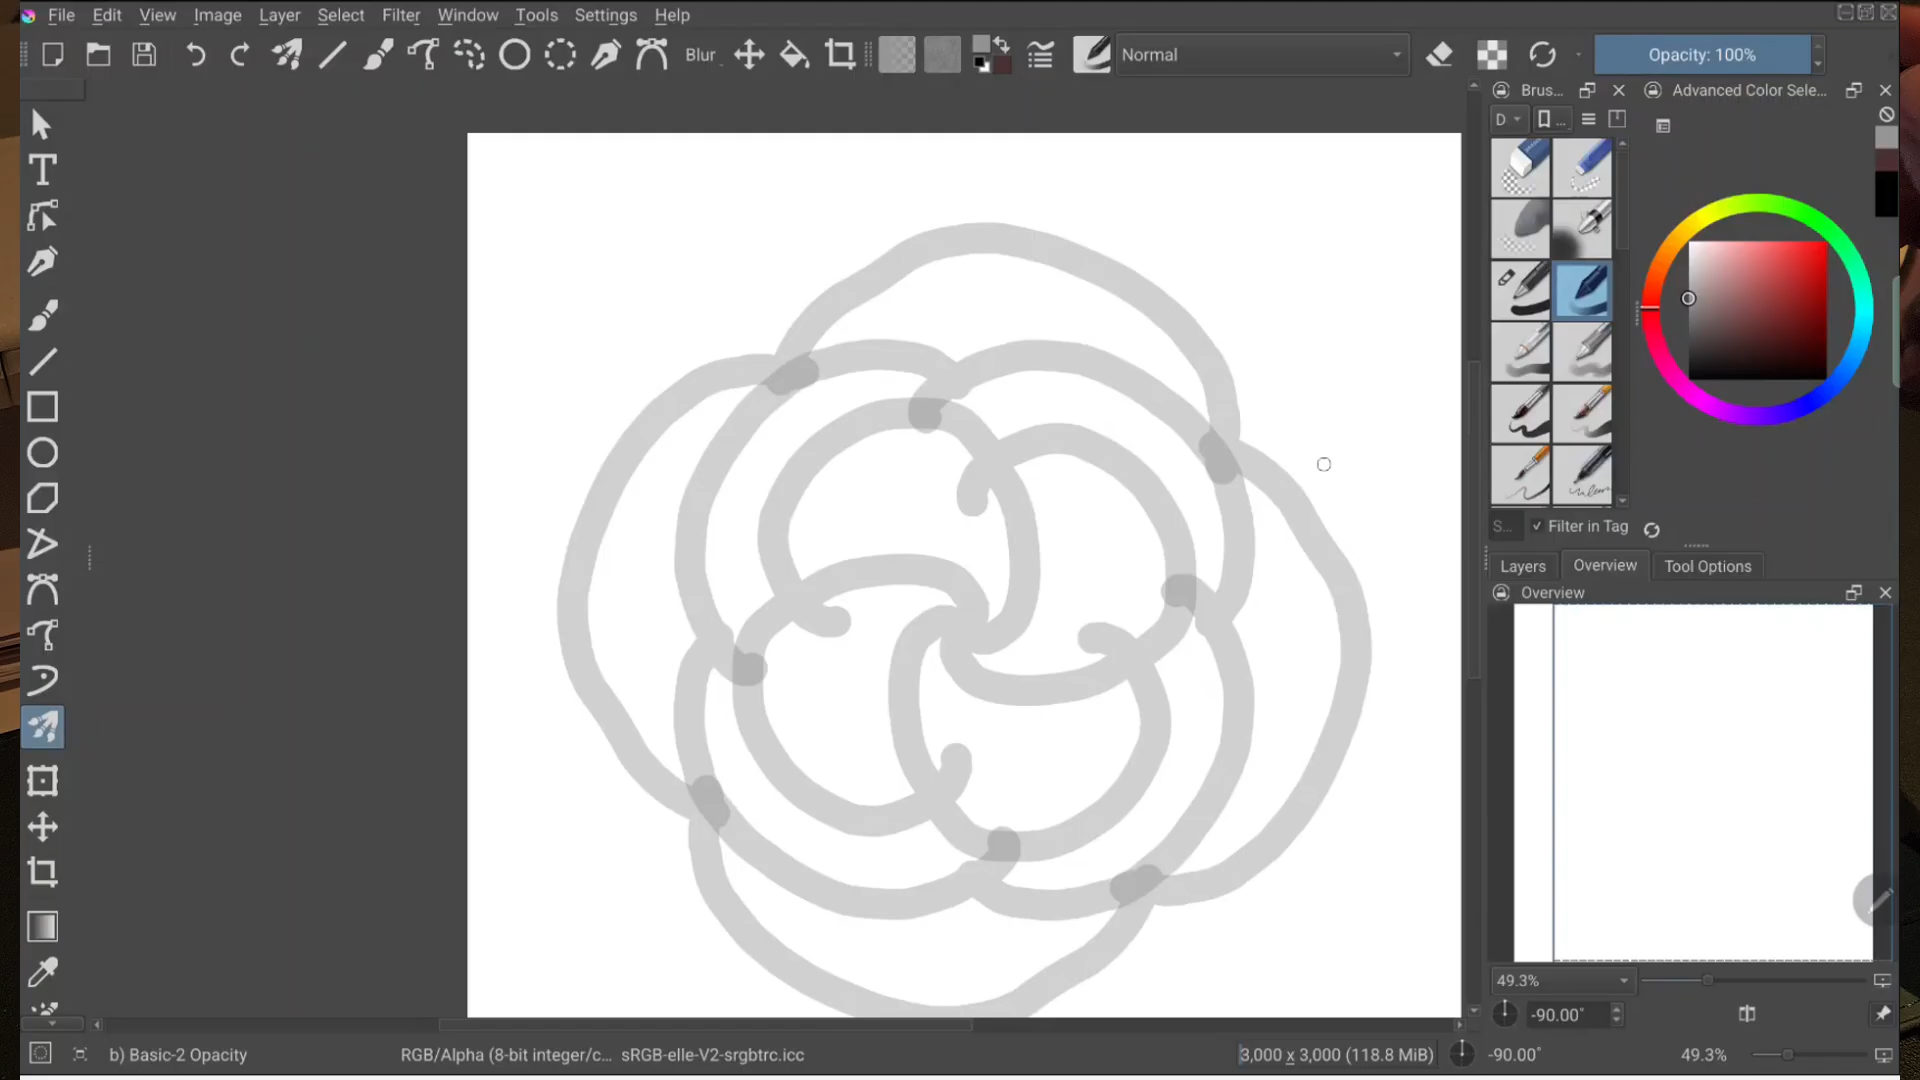 File Edit View Image Layer Select Filter Window Tools Settings Help
Blur Normal Opacity: 100%
Brus... Advanced Color Sele...
D ...
S... Filter in Tag
Layers Overview Tool Options
Overview
49.3%
-90.00°
b) Basic-2 Opacity RGB/Alpha (8-bit integer/c... sRGB-elle-V2-srgbtrc.icc 3,000 x 3,000 (118.8 MiB) -90.00° 49.3%